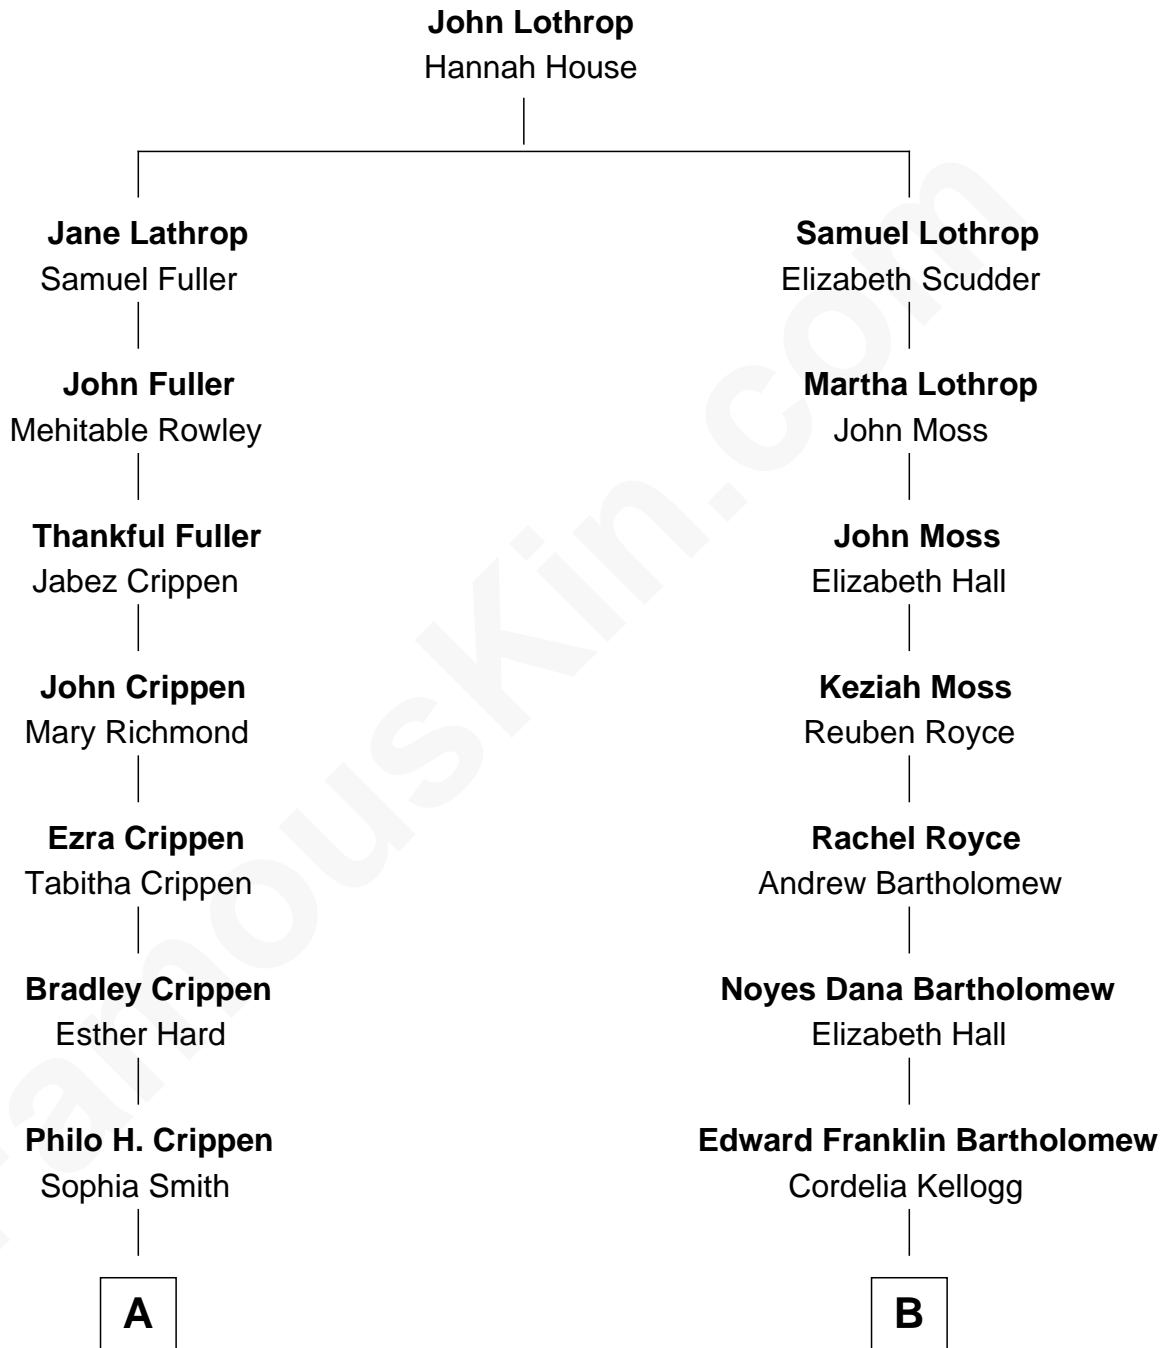 John Lothrop
Hannah House
Jane Lathrop
Samuel Fuller
John Fuller
Mehitable Rowley
Thankful Fuller
Jabez Crippen
John Crippen
Mary Richmond
Ezra Crippen
Tabitha Crippen
Bradley Crippen
Esther Hard
Philo H. Crippen
Sophia Smith
A
Samuel Lothrop
Elizabeth Scudder
Martha Lothrop
John Moss
John Moss
Elizabeth Hall
Keziah Moss
Reuben Royce
Rachel Royce
Andrew Bartholomew
Noyes Dana Bartholomew
Elizabeth Hall
Edward Franklin Bartholomew
Cordelia Kellogg
B
FamousKin.com